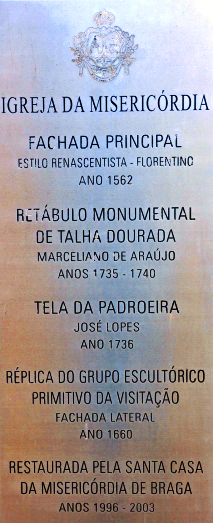 IGREJA DA MISERICÓRDIA
FACHADA PRINCIPAL
ESTILO RENASCENTISTA - FLORENTINO
ANO 1562
RETÁBULO MONUMENTAL
DE TALHA DOURADA
MARCELIANO DE ARAÚJO
ANOS 1735 - 1740
TELA DA PADROEIRA
JOSÉ LOPES
ANO 1736
RÉPLICA DO GRUPO ESCULTÓRICO
PRIMITIVO DA VISITAÇÃO
FACHADA LATERAL
ANO 1660
RESTAURADA PELA SANTA CASA
DA MISERICÓRDIA DE BRAGA
ANOS 1996 - 2003